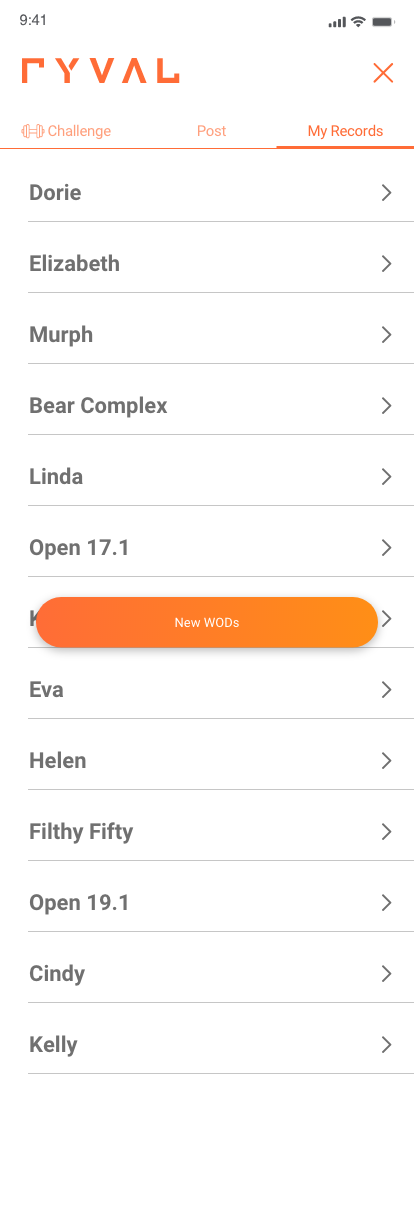 9:41
RYVAL
Challenge
Post
My Records
Dorie
Elizabeth
Murph
Bear Complex
Linda
Open 17.1
New WODs
Eva
Helen
Filthy Fifty
Open 19.1
Cindy
Kelly